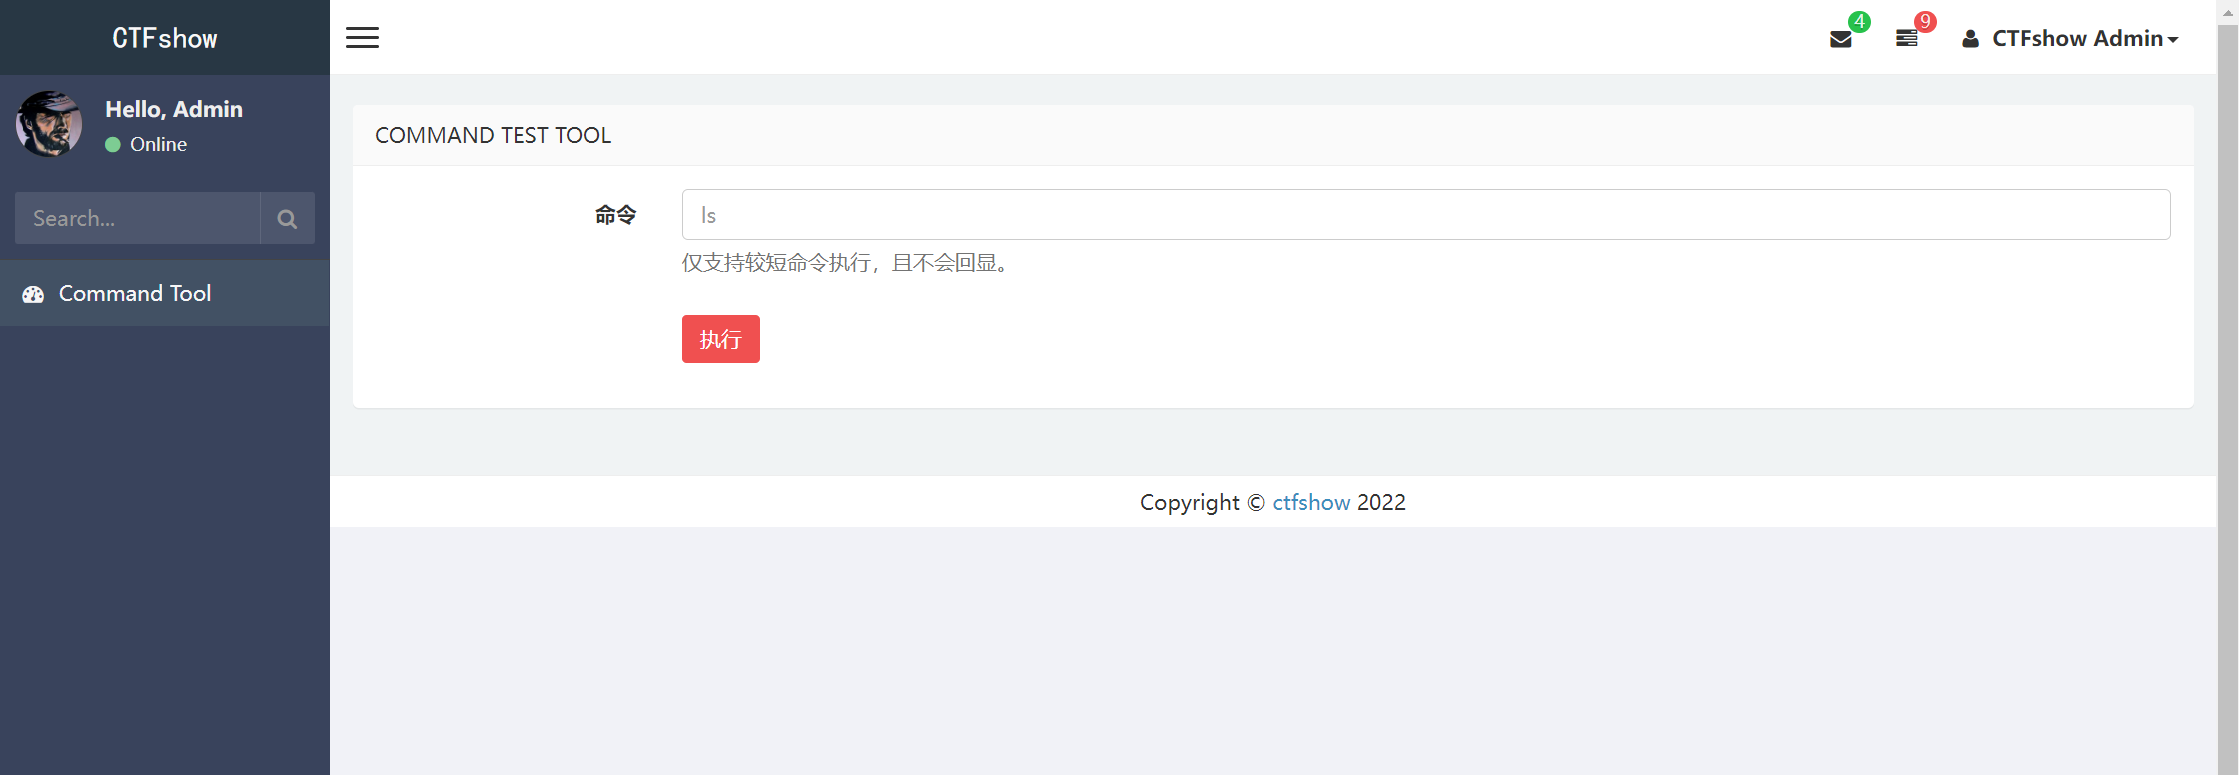 CTFshow
4
9
CTFshow Admin
Hello, Admin
Online
Search...
Command Tool
COMMAND TEST TOOL
命令
ls
仅支持较短命令执行，且不会回显。
执行
Copyright © ctfshow 2022